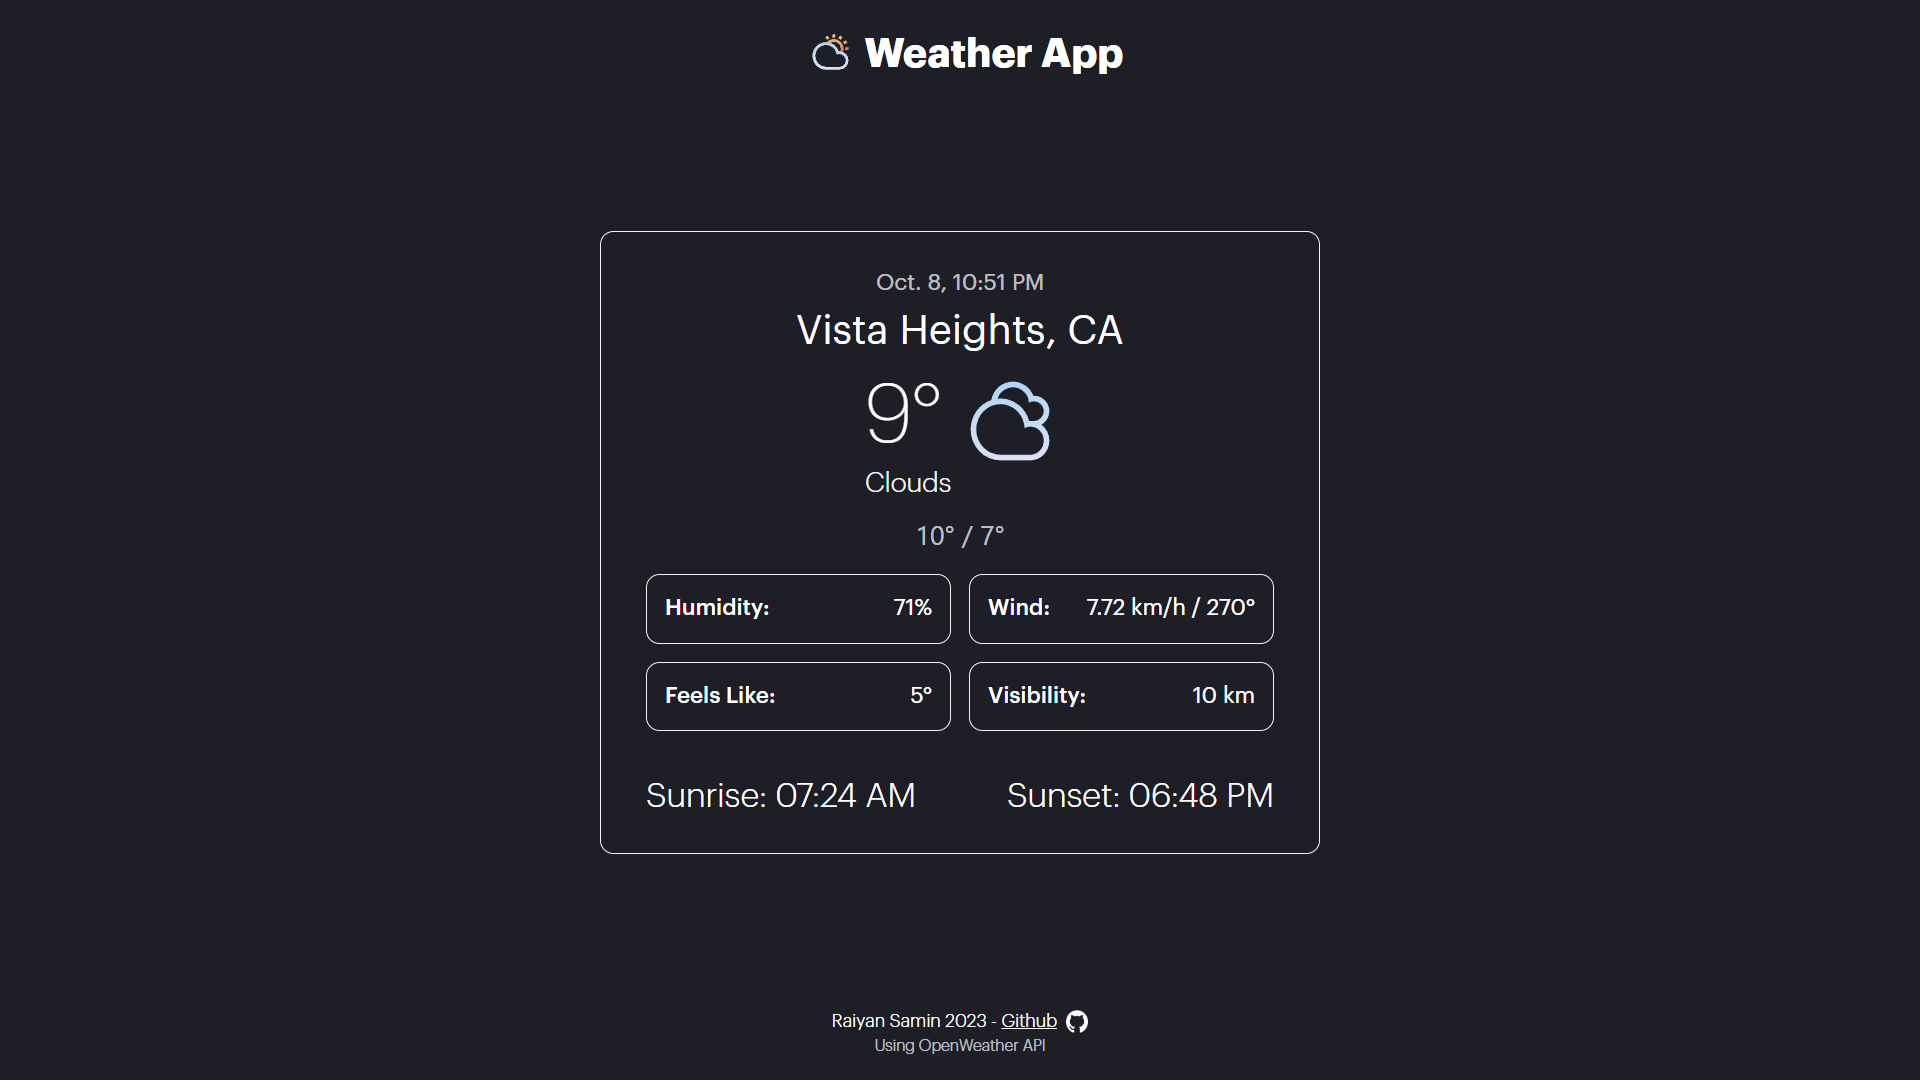 Weather App
Oct. 8, 10:51 PM
Vista Heights, CA
9°
Clouds
10° / 7°
Humidity: 71%
Wind: 7.72 km/h / 270°
Feels Like: 5°
Visibility: 10 km
Sunrise: 07:24 AM
Sunset: 06:48 PM
Raiyan Samin 2023 - Github
Using OpenWeather API